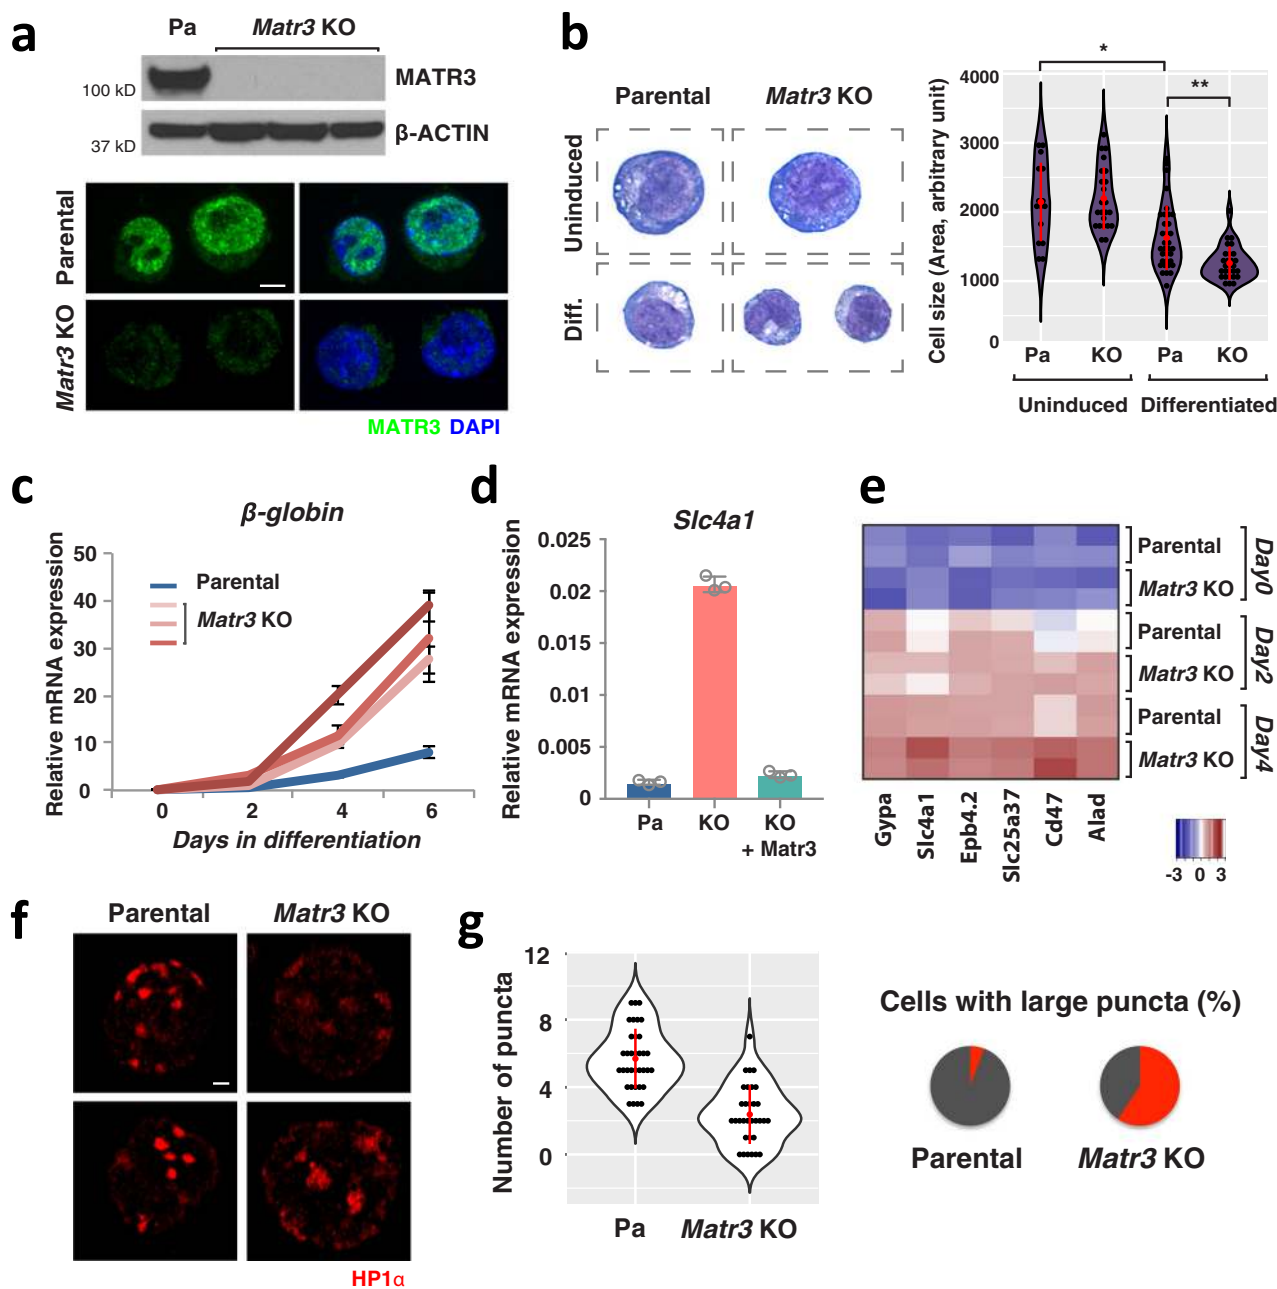 a
Pa
Matr3 KO
100 kD
MATR3
37 kD
β-ACTIN
Parental
Matr3 KO
MATR3 DAPI
b
Parental
Matr3 KO
Uninduced
Diff.
Cell size (Area, arbitrary unit)
4000
3000
2000
1000
0
*
**
Pa
KO
Pa
KO
Uninduced
Differentiated
c
β-globin
Relative mRNA expression
50
40
30
20
10
0
Parental
Matr3 KO
0
2
4
6
Days in differentiation
d
Slc4a1
Relative mRNA expression
0.025
0.02
0.015
0.01
0.005
0
Pa
KO
KO
+ Matr3
e
Parental
Matr3 KO
Day0
Parental
Matr3 KO
Day2
Parental
Matr3 KO
Day4
Gypa
Slc4a1
Epb4.2
Slc25a37
Cd47
Alad
-3 0 3
f
Parental
Matr3 KO
HP1α
g
Number of puncta
12
8
4
0
Pa
Matr3 KO
Cells with large puncta (%)
Parental
Matr3 KO